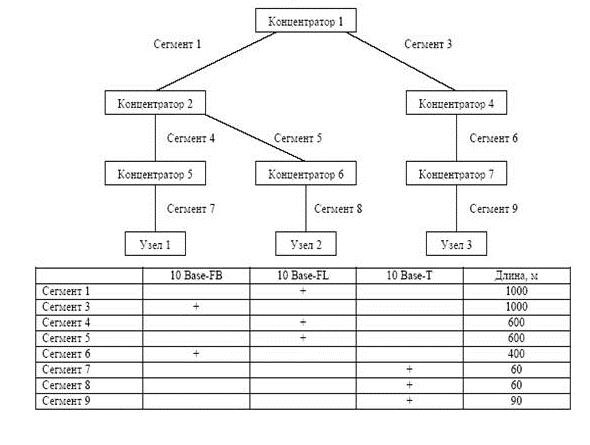 Концентратор 1
Сегмент 1
Сегмент 3
Концентратор 2
Концентратор 4
Сегмент 4
Сегмент 5
Сегмент 6
Концентратор 5
Концентратор 6
Концентратор 7
Сегмент 7
Сегмент 8
Сегмент 9
Узел 1
Узел 2
Узел 3
10 Base-FB 10 Base-FL 10 Base-T Длина, м
Сегмент 1 + 1000
Сегмент 3 + 1000
Сегмент 4 + 600
Сегмент 5 + 600
Сегмент 6 + 400
Сегмент 7 + 60
Сегмент 8 + 60
Сегмент 9 + 90